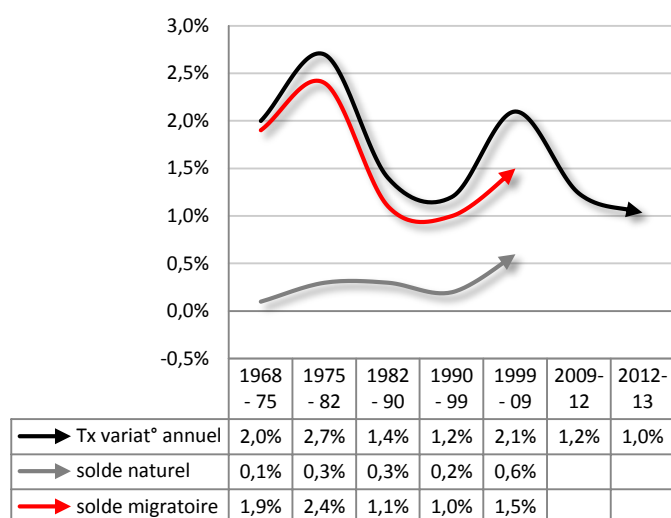 3,0%
2,5%
2,0%
1,5%
1,0%
0,5%
0,0%
-0,5%
1968 - 75 1975 - 82 1982 - 90 1990 - 99 1999 - 09 2009- 12 2012- 13
Tx variat° annuel 2,0% 2,7% 1,4% 1,2% 2,1% 1,2% 1,0%
solde naturel 0,1% 0,3% 0,3% 0,2% 0,6%
solde migratoire 1,9% 2,4% 1,1% 1,0% 1,5%